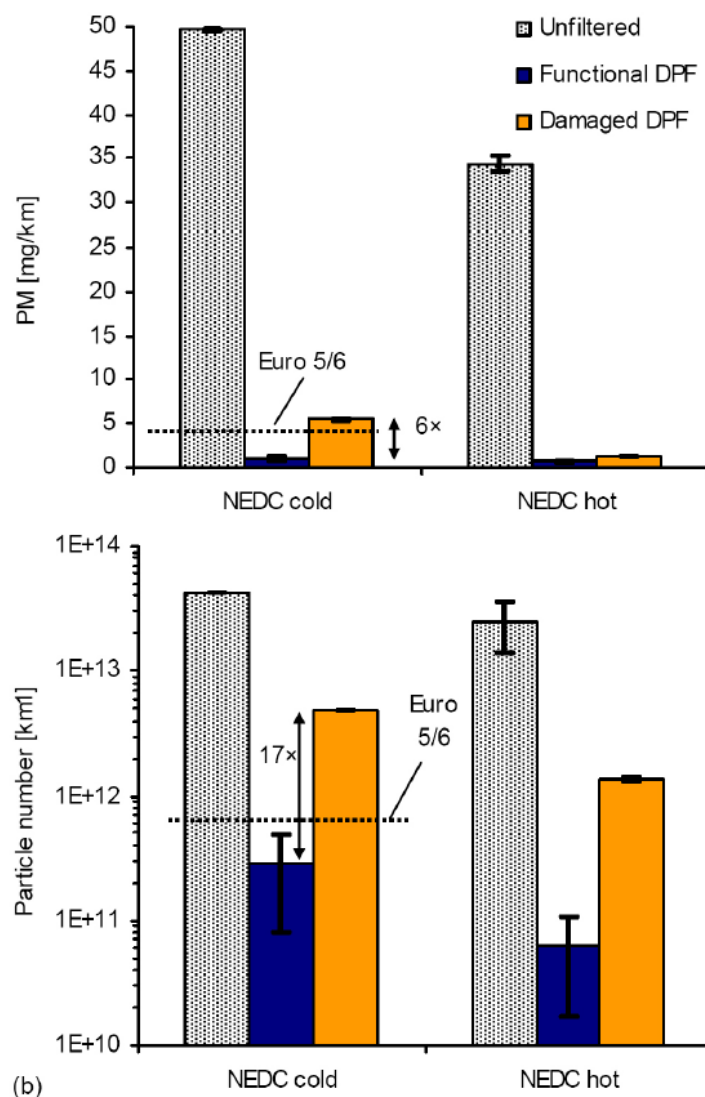 50
45
40
35
30
25
20
15
10
5
0
PM [mg/km]
Unfiltered
Functional DPF
Damaged DPF
Euro 5/6
6×
NEDC cold
NEDC hot
1E+14
1E+13
1E+12
1E+11
1E+10
Particle number [km1]
17×
Euro
5/6
NEDC cold
NEDC hot
(b)